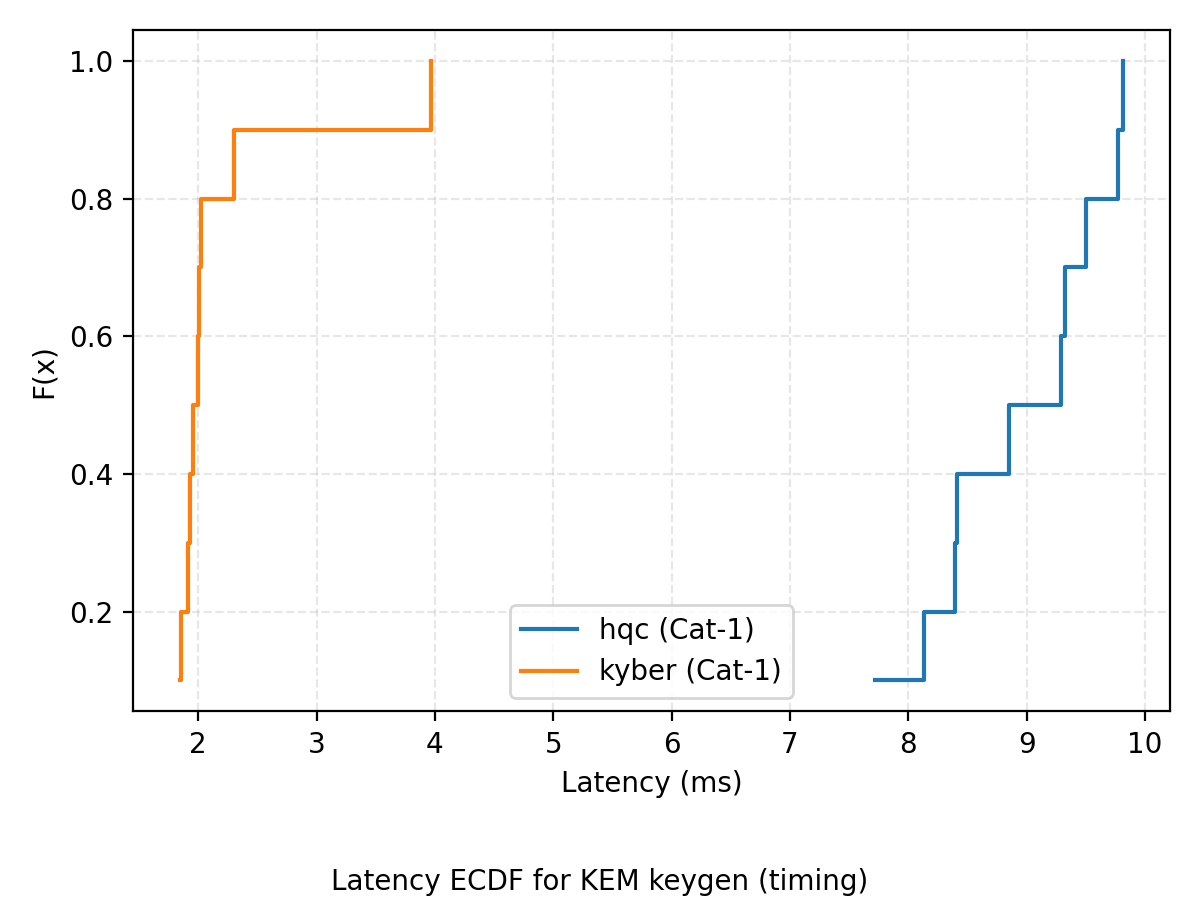 1.0
0.8
0.6
0.4
0.2
F(x)
hqc (Cat-1)
kyber (Cat-1)
2 3 4 5 6 7 8 9 10
Latency (ms)
Latency ECDF for KEM keygen (timing)